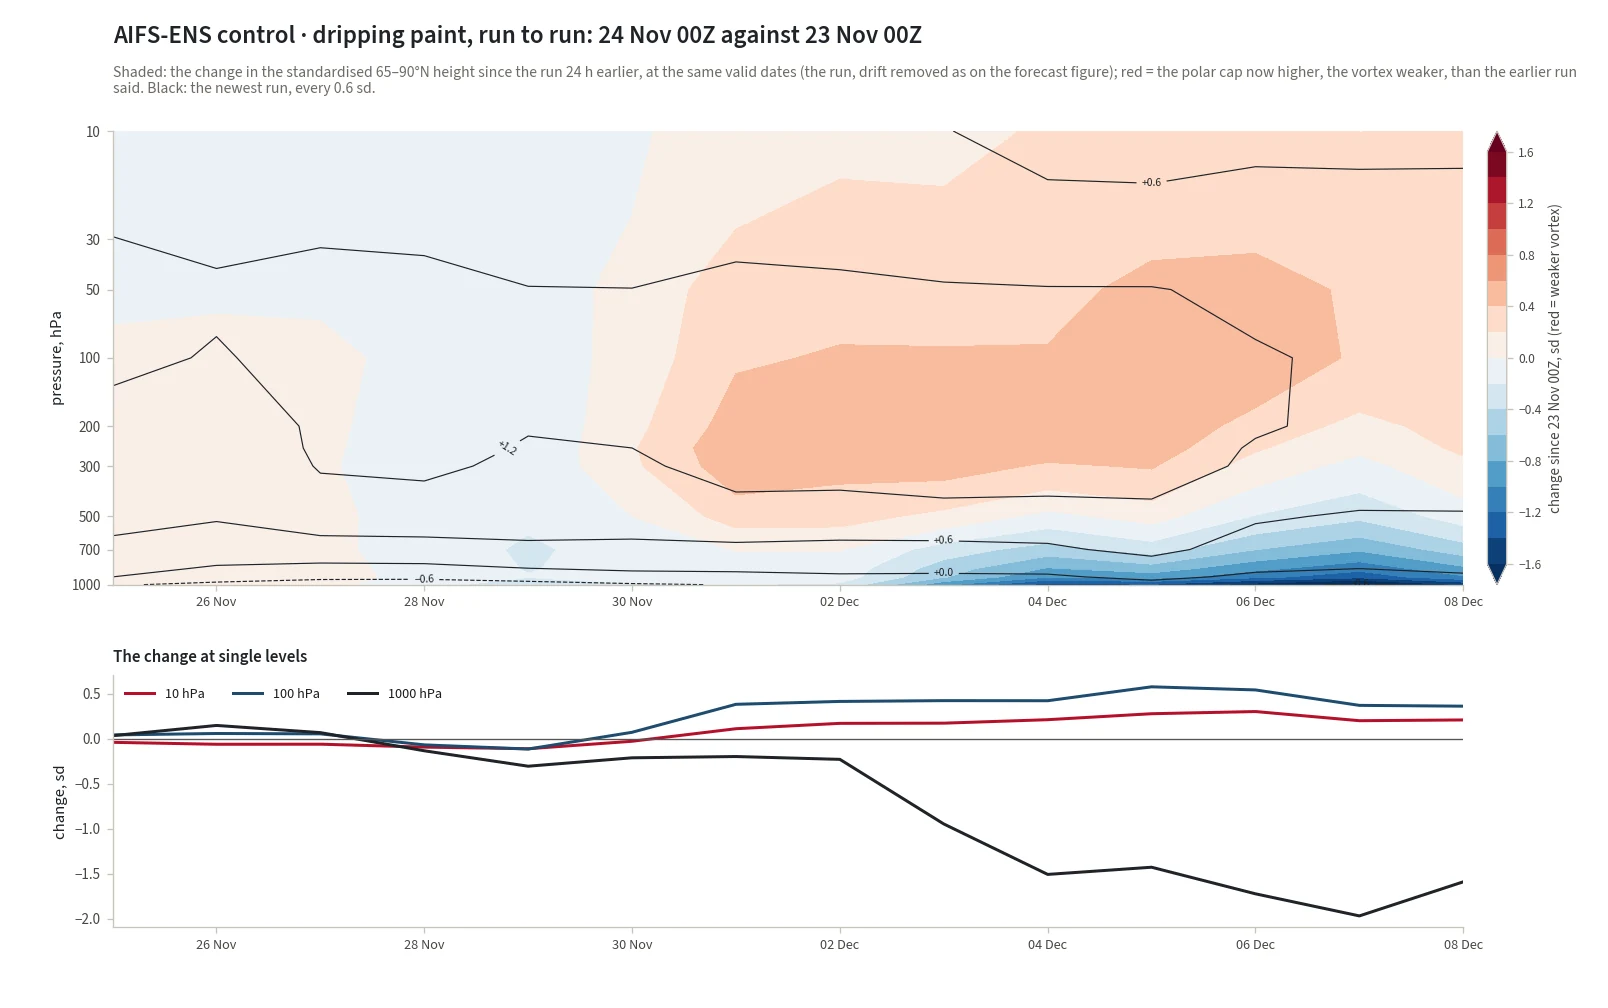 AIFS-ENS control · dripping paint, run to run: 24 Nov 00Z against 23 Nov 00Z
Shaded: the change in the standardised 65–90°N height since the run 24 h earlier, at the same valid dates (the run, drift removed as on the forecast figure); red = the polar cap now higher, the vortex weaker, than the earlier run
said. Black: the newest run, every 0.6 sd.
10
30
50
100
200
300
500
700
1000
pressure, hPa
+0.6
+1.2
+0.6
+0.0
−0.6
26 Nov
28 Nov
30 Nov
02 Dec
04 Dec
06 Dec
08 Dec
1.6
1.2
0.8
0.4
0.0
−0.4
−0.8
−1.2
−1.6
change since 23 Nov 00Z, sd (red = weaker vortex)
The change at single levels
10 hPa
100 hPa
1000 hPa
0.5
0.0
−0.5
−1.0
−1.5
−2.0
change, sd
26 Nov
28 Nov
30 Nov
02 Dec
04 Dec
06 Dec
08 Dec